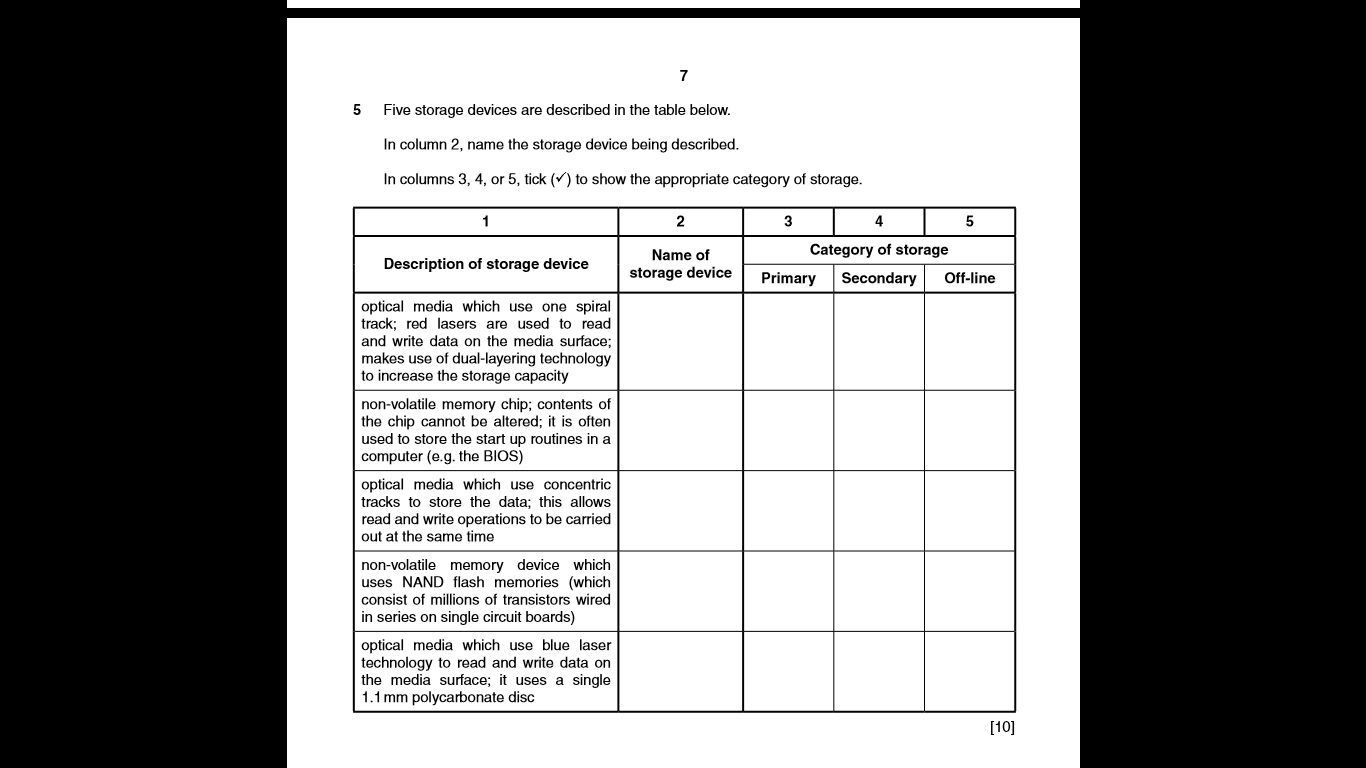 7
5 Five storage devices are described in the table below.
In column 2, name the storage device being described.
In columns 3, 4, or 5, tick (✓) to show the appropriate category of storage.
1 2 3 4 5
Description of storage device
Name of
storage device
Category of storage
Primary Secondary Off-line
optical media which use one spiral
track; red lasers are used to read
and write data on the media surface;
makes use of dual-layering technology
to increase the storage capacity
non-volatile memory chip; contents of
the chip cannot be altered; it is often
used to store the start up routines in a
computer (e.g. the BIOS)
optical media which use concentric
tracks to store the data; this allows
read and write operations to be carried
out at the same time
non-volatile memory device which
uses NAND flash memories (which
consist of millions of transistors wired
in series on single circuit boards)
optical media which use blue laser
technology to read and write data on
the media surface; it uses a single
1.1 mm polycarbonate disc
[10]